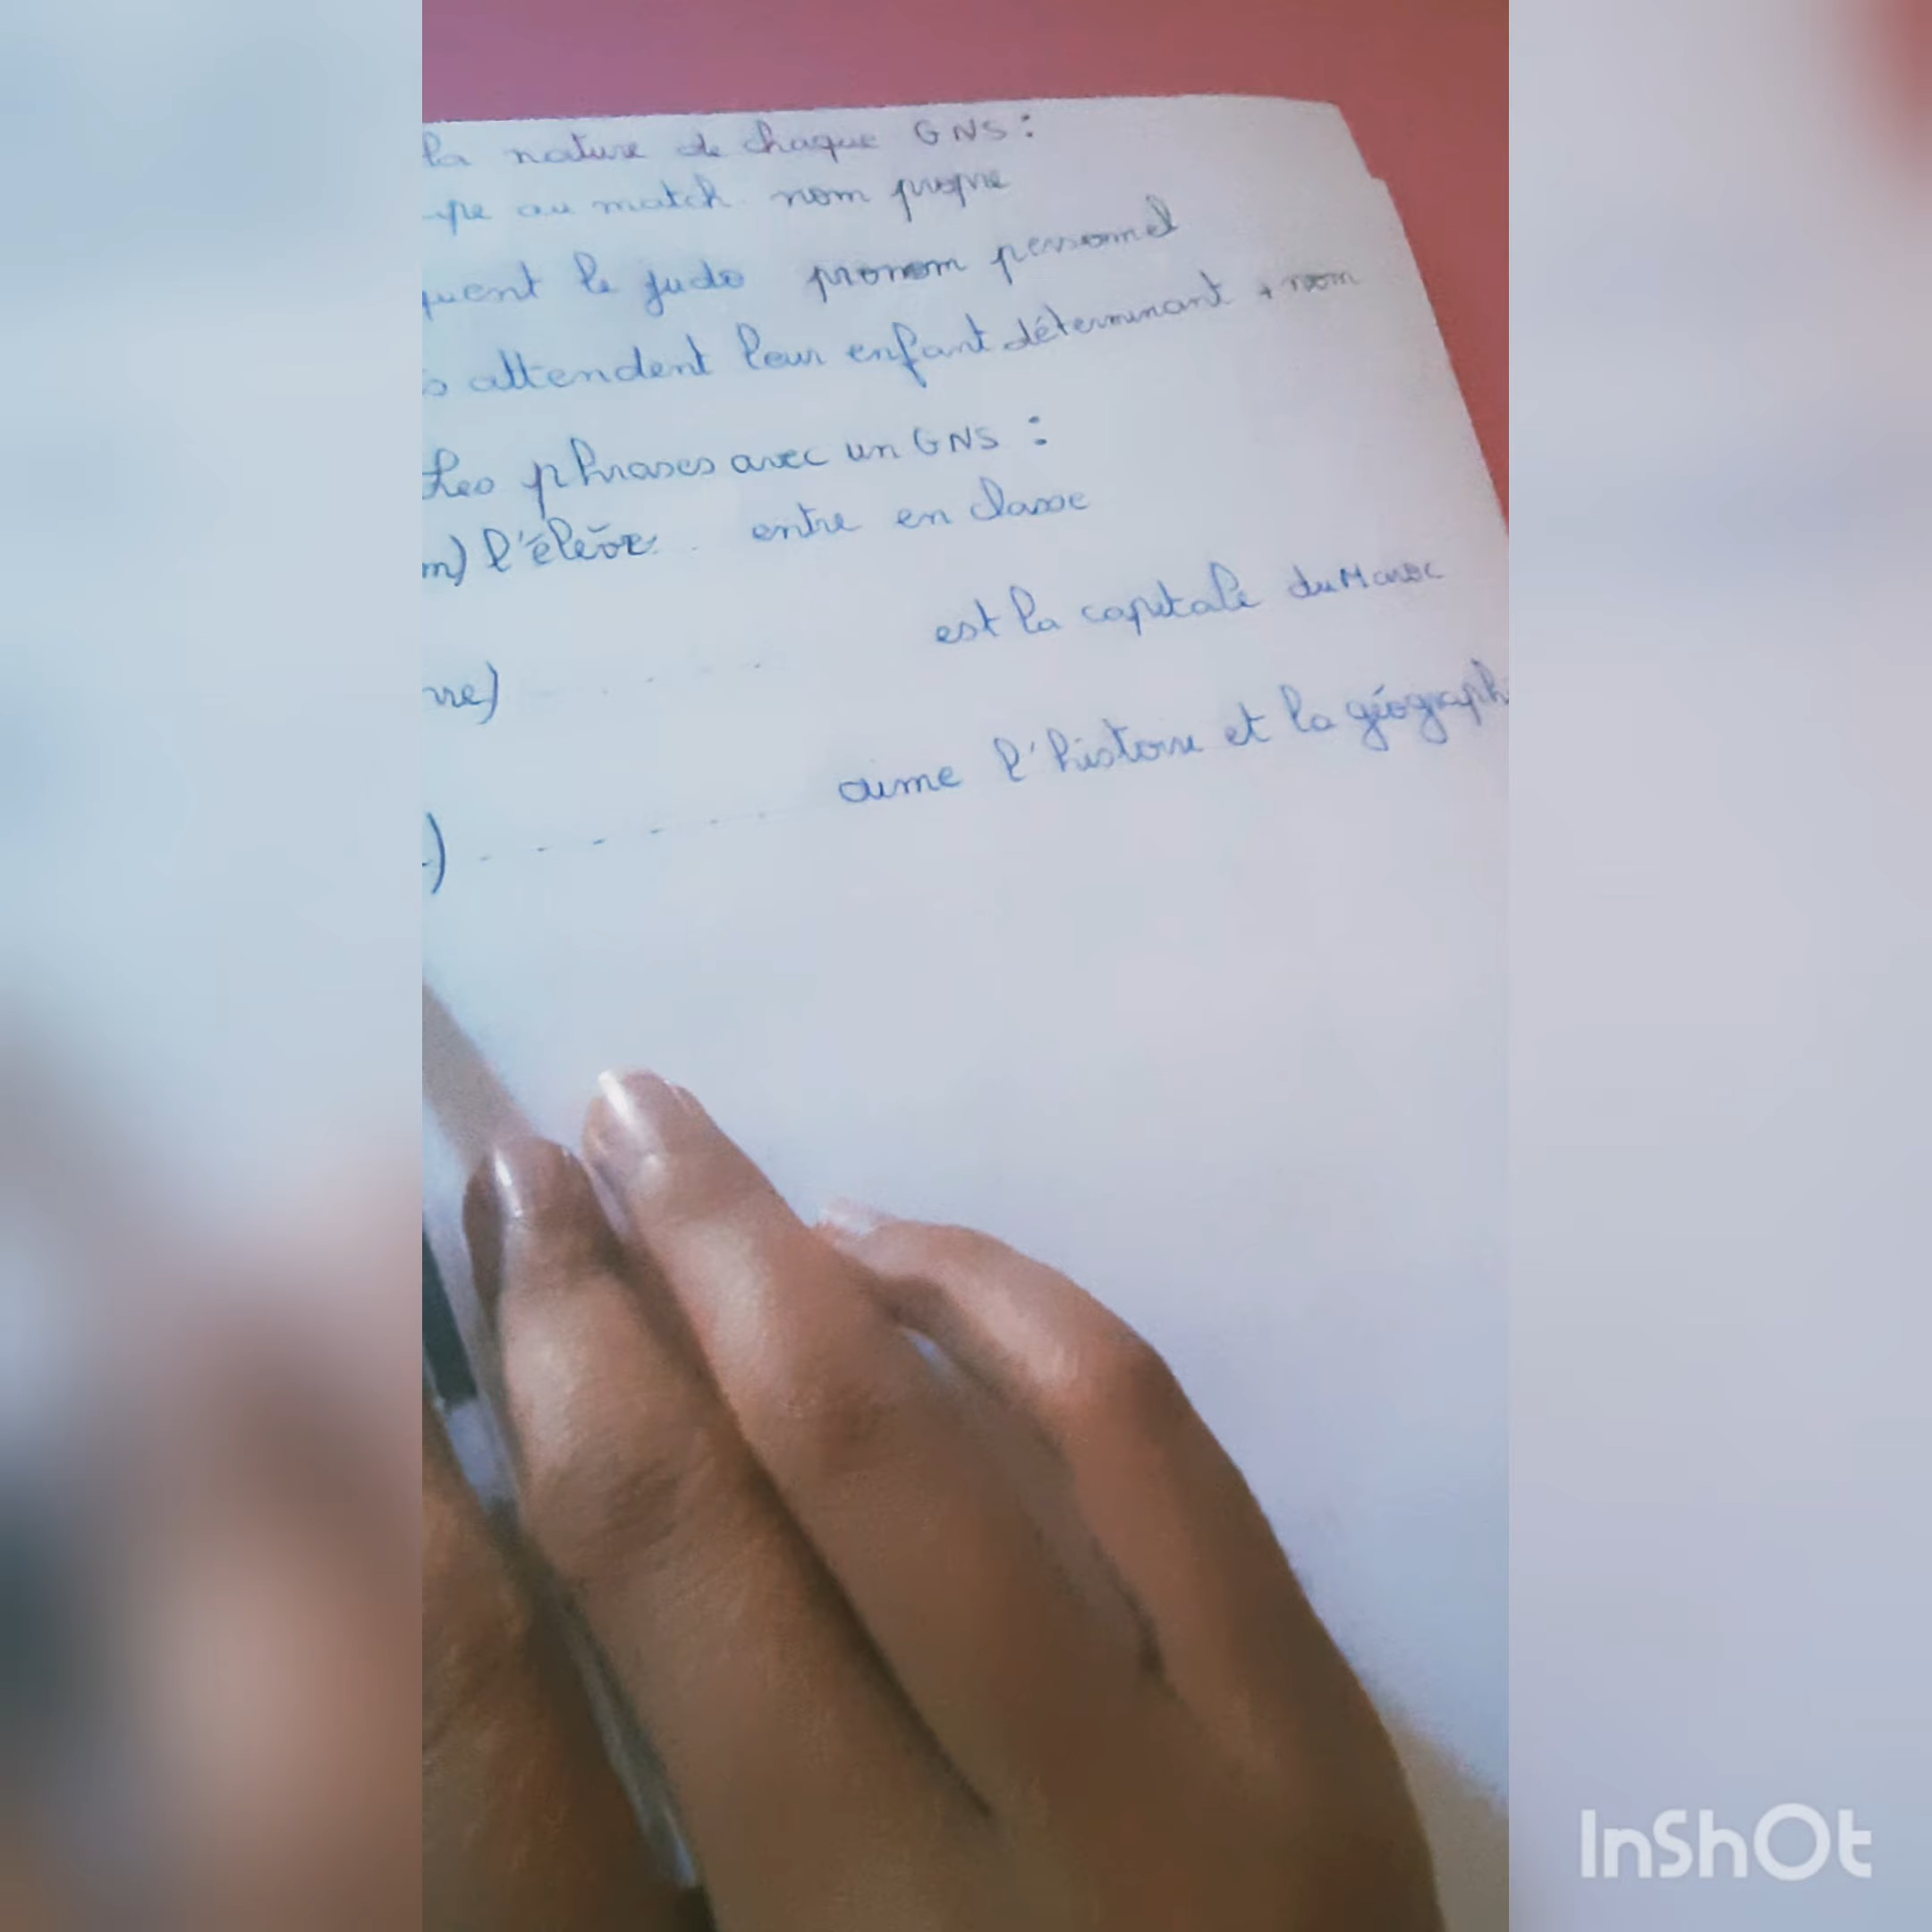 la nature de chaque GNS :
-pe au match nom propre
quent le judo pronom personnel
s attendent leur enfant déterminant + nom
Les phrases avec un GNS :
m) l'élève entre en classe
est la capitale du Maroc
re)
aime l'histoire et la géograph
-)
InShOt